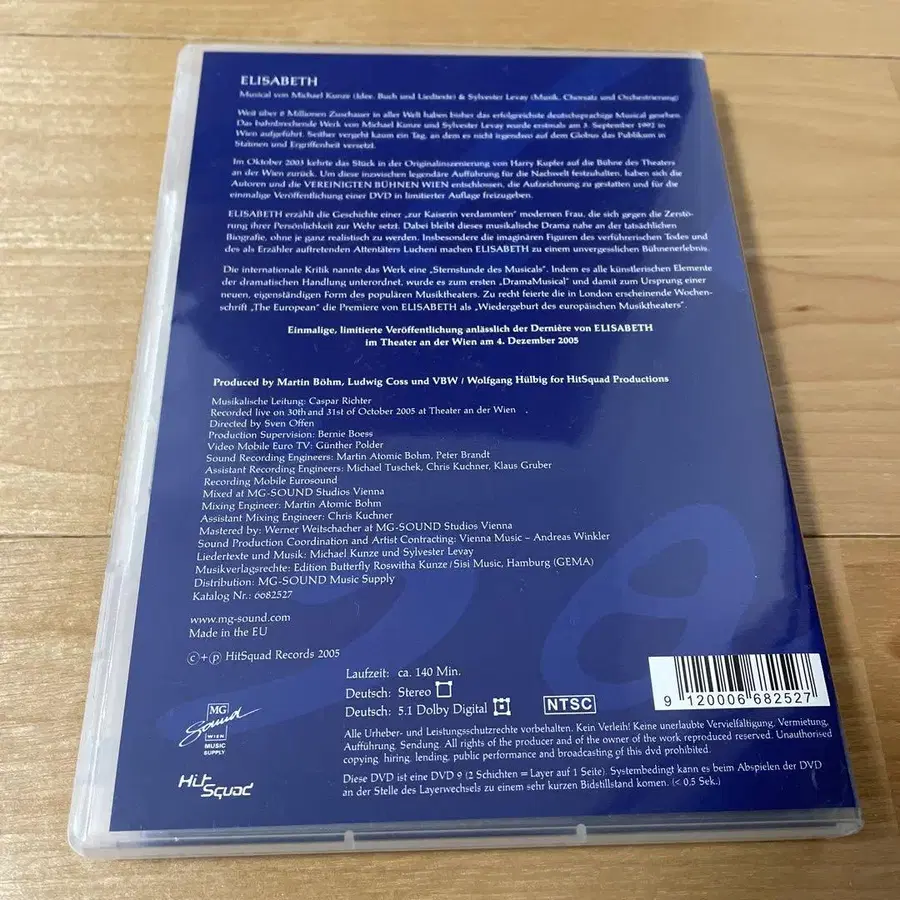 ELISABETH
Musical von Michael Kunze (Idee, Buch und Liedtexte) & Sylvester Levay (Musik, Chorsatz und Orchestrierung)
Weit über 8 Millionen Zuschauer in aller Welt haben bisher das erfolgreichste deutschsprachige Musical gesehen.
Das bahnbrechende Werk von Michael Kunze und Sylvester Levay wurde erstmals am 3. September 1992 in
Wien aufgeführt. Seither vergeht kaum ein Tag, an dem es nicht irgendwo auf dem Globus das Publikum in
Staunen und Ergriffenheit versetzt.
Im Oktober 2003 kehrte das Stück in der Originalinszenierung von Harry Kupfer auf die Bühne des Theaters
an der Wien zurück. Um diese inzwischen legendäre Aufführung für die Nachwelt festzuhalten, haben sich die
Autoren und die VEREINIGTEN BÜHNEN WIEN entschlossen, die Aufzeichnung zu gestatten und für die
einmalige Veröffentlichung einer DVD in limitierter Auflage freizugeben.
ELISABETH erzählt die Geschichte einer „zur Kaiserin verdammten" modernen Frau, die sich gegen die Zerstö-
rung ihrer Persönlichkeit zur Wehr setzt. Dabei bleibt dieses musikalische Drama nahe an der tatsächlichen
Biografie, ohne je ganz realistisch zu werden. Insbesondere die imaginären Figuren des verführerischen Todes und
des als Erzähler auftretenden Attentäters Lucheni machen ELISABETH zu einem unvergesslichen Bühnenerlebnis.
Die internationale Kritik nannte das Werk eine „Sternstunde des Musicals". Indem es alle künstlerischen Elemente
der dramatischen Handlung unterordnet, wurde es zum ersten „DramaMusical" und damit zum Ursprung einer
neuen, eigenständigen Form des populären Musiktheaters. Zu recht feierte die in London erscheinende Wochen-
schrift „The European" die Premiere von ELISABETH als „Wiedergeburt des europäischen Musiktheaters".
Einmalige, limitierte Veröffentlichung anlässlich der Dernière von ELISABETH
im Theater an der Wien am 4. Dezember 2005
Produced by Martin Böhm, Ludwig Coss und VBW / Wolfgang Hülbig for HitSquad Productions
Musikalische Leitung: Caspar Richter
Recorded live on 30th and 31st of October 2005 at Theater an der Wien .
Directed by Sven Offen
Production Supervision: Bernie Boess
Video Mobile Euro TV: Günther Polder
Sound Recording Engineers: Martin Atomic Bohm, Peter Brandt
Assistant Recording Engineers: Michael Tuschek, Chris Kuchner, Klaus Gruber
Recording Mobile Eurosound
Mixed at MG-SOUND Studios Vienna
Mixing Engineer: Martin Atomic Bohm
Assistant Mixing Engineer: Chris Kuchner
Mastered by: Werner Weitschacher at MG-SOUND Studios Vienna
Sound Production Coordination and Artist Contracting: Vienna Music – Andreas Winkler
Liedertexte und Musik: Michael Kunze und Sylvester Levay
Musikverlagsrechte: Edition Butterfly Roswitha Kunze / Sisi Music, Hamburg (GEMA)
Distribution: MG-SOUND Music Supply
Katalog Nr.: 6682527
www.mg-sound.com
Made in the EU
©+℗ HitSquad Records 2005
Laufzeit: ca. 140 Min.
Deutsch: Stereo
Deutsch: 5.1 Dolby Digital
NTSC
9 120006 682527
MG
Sound
WIEN
MUSIC
SUPPLY
Hit
Squad
Alle Urheber- und Leistungsschutzrechte vorbehalten. Kein Verleih! Keine unerlaubte Vervielfältigung, Vermietung,
Aufführung, Sendung. All rights of the producer and of the owner of the work reproduced reserved. Unauthorised
copying, hiring, lending, public performance and broadcasting of this dvd prohibited.
Diese DVD ist eine DVD 9 (2 Schichten = Layer auf 1 Seite). Systembedingt kann es beim Abspielen der DVD
an der Stelle des Layerwechsels zu einem sehr kurzen Bidstillstand komen. (< 0.5 Sek.)